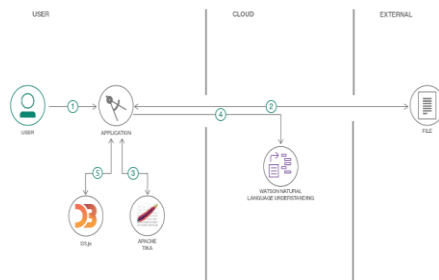 USER
CLOUD
EXTERNAL
1
2
4
USER
APPLICATION
FILE
5
3
WATSON NATURAL
LANGUAGE UNDERSTANDING
D3.js
APACHE
TIKA